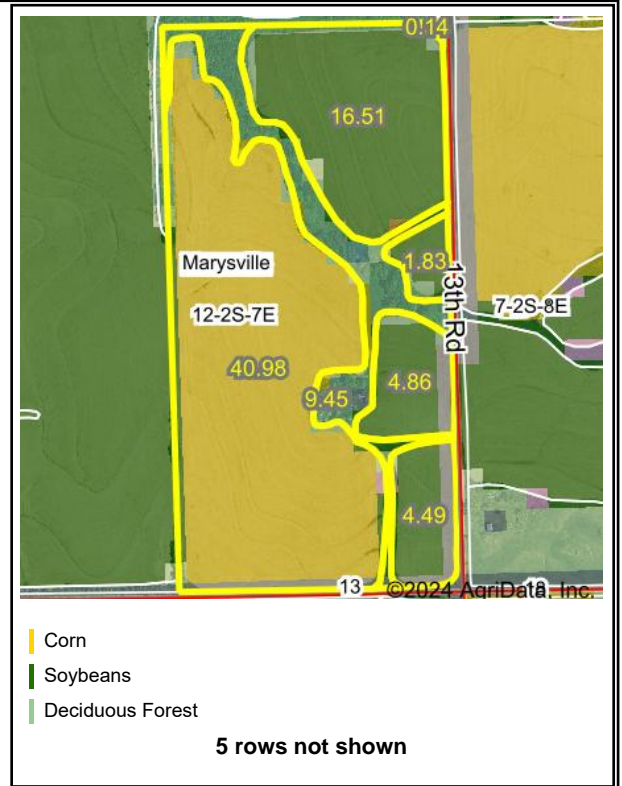 0.14
16.51
1.83
13th Rd
Marysville
12-2S-7E
7-2S-8E
40.98
4.86
9.45
4.49
13
©2024 AgriData, Inc.
Corn
Soybeans
Deciduous Forest
5 rows not shown